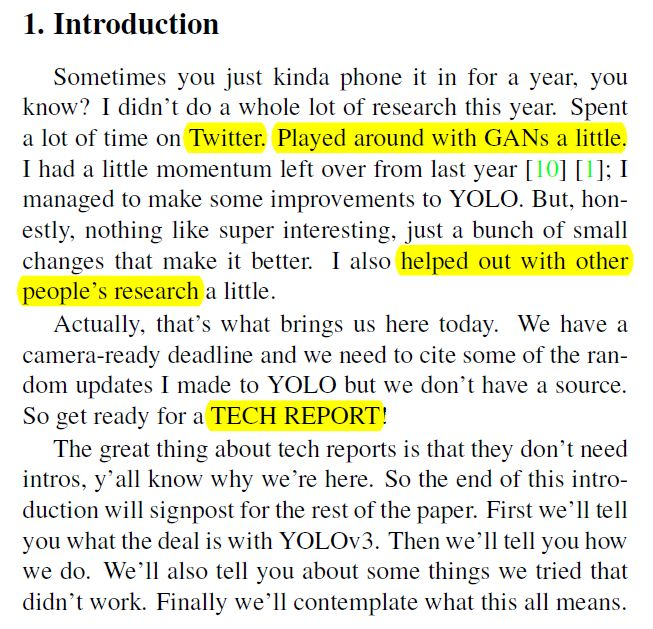 1. Introduction
Sometimes you just kinda phone it in for a year, you
know? I didn't do a whole lot of research this year. Spent
a lot of time on Twitter. Played around with GANs a little.
I had a little momentum left over from last year [10] [1]; I
managed to make some improvements to YOLO. But, hon-
estly, nothing like super interesting, just a bunch of small
changes that make it better. I also helped out with other
people's research a little.
Actually, that's what brings us here today. We have a
camera-ready deadline and we need to cite some of the ran-
dom updates I made to YOLO but we don't have a source.
So get ready for a TECH REPORT!
The great thing about tech reports is that they don't need
intros, y'all know why we're here. So the end of this intro-
duction will signpost for the rest of the paper. First we'll tell
you what the deal is with YOLOv3. Then we'll tell you how
we do. We'll also tell you about some things we tried that
didn't work. Finally we'll contemplate what this all means.